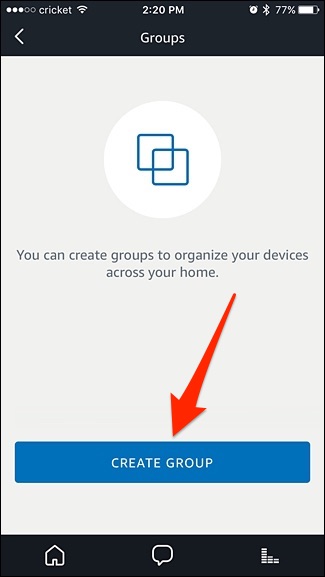 cricket 2:20 PM 77%
Groups
You can create groups to organize your devices
across your home.
CREATE GROUP